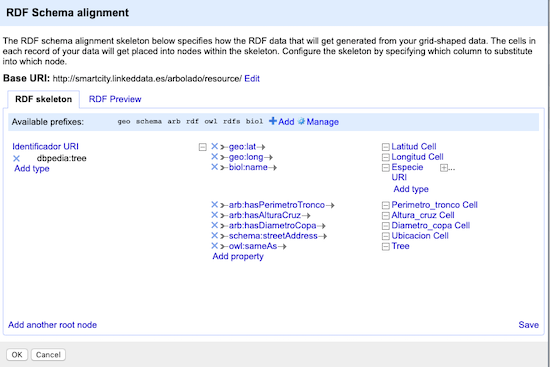 RDF Schema alignment
The RDF schema alignment skeleton below specifies how the RDF data that will get generated from your grid-shaped data. The cells in
each record of your data will get placed into nodes within the skeleton. Configure the skeleton by specifying which column to substitute
into which node.
Base URI: http://smartcity.linkeddata.es/arbolado/resource/ Edit
RDF skeleton RDF Preview
Available prefixes: geo schema arb rdf owl rdfs biol Add Manage
Identificador URI geo:lat Latitud Cell
dbpedia:tree geo:long Longitud Cell
Add type biol:name Especie ...
URI
Add type
arb:hasPerimetroTronco Perimetro_tronco Cell
arb:hasAlturaCruz Altura_cruz Cell
arb:hasDiametroCopa Diametro_copa Cell
schema:streetAddress Ubicacion Cell
owl:sameAs Tree
Add property
Add another root node Save
OK Cancel